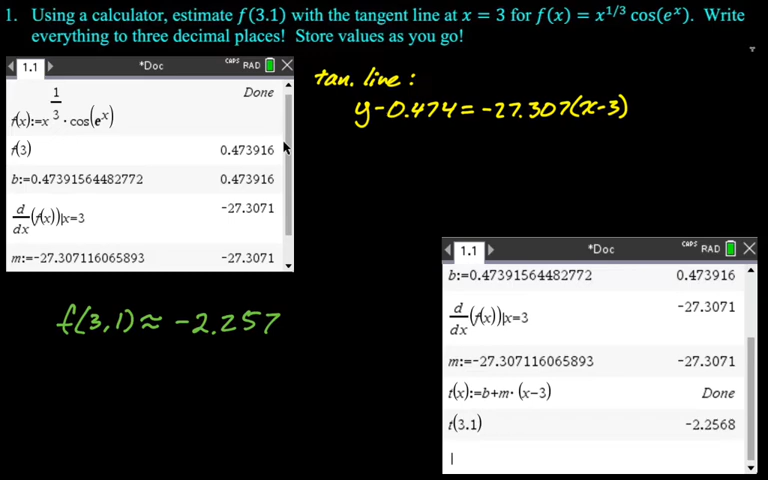 1. Using a calculator, estimate f(3.1) with the tangent line at x = 3 for f(x) = x^{1/3} cos(e^x). Write
everything to three decimal places! Store values as you go!
1.1 *Doc CAPS RAD
f(x):=x^{1/3}·cos(e^x) Done
f(3) 0.473916
b:=0.47391564482772 0.473916
d/dx(f(x))|x=3 -27.3071
m:=-27.307116065893 -27.3071
tan. line:
y-0.474=-27.307(x-3)
f(3.1)≈-2.257
1.1 *Doc CAPS RAD
b:=0.47391564482772 0.473916
d/dx(f(x))|x=3 -27.3071
m:=-27.307116065893 -27.3071
t(x):=b+m·(x-3) Done
t(3.1) -2.2568